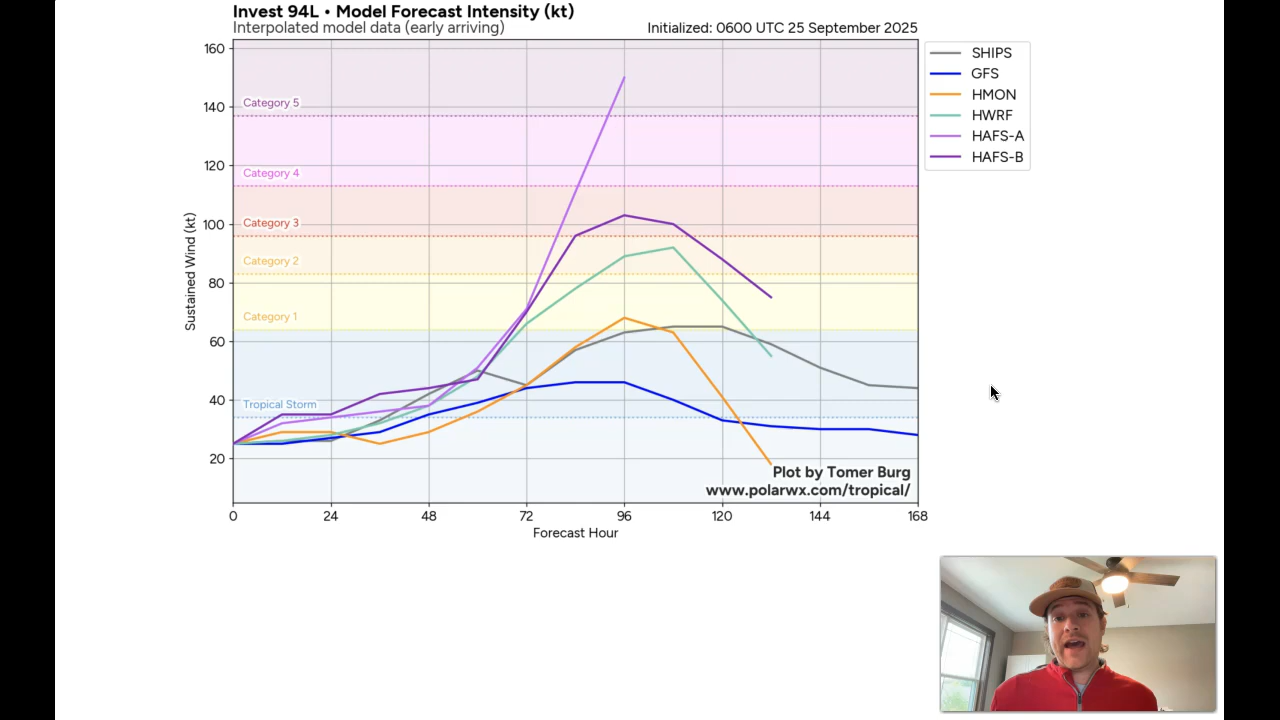 Invest 94L • Model Forecast Intensity (kt)
Interpolated model data (early arriving)
Initialized: 0600 UTC 25 September 2025
160
140
120
100
80
60
40
20
Sustained Wind (kt)
Category 5
Category 4
Category 3
Category 2
Category 1
Tropical Storm
SHIPS
GFS
HMON
HWRF
HAFS-A
HAFS-B
Plot by Tomer Burg
www.polarwx.com/tropical/
0 24 48 72 96 120 144 168
Forecast Hour